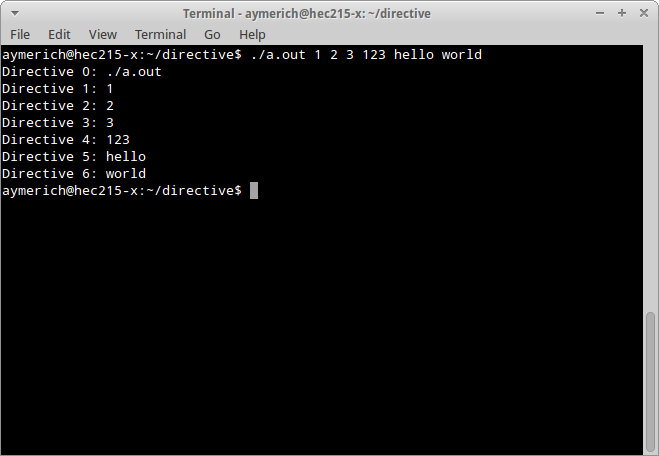 Terminal - aymerich@hec215-x: ~/directive
File Edit View Terminal Go Help
aymerich@hec215-x:~/directive$ ./a.out 1 2 3 123 hello world
Directive 0: ./a.out
Directive 1: 1
Directive 2: 2
Directive 3: 3
Directive 4: 123
Directive 5: hello
Directive 6: world
aymerich@hec215-x:~/directive$